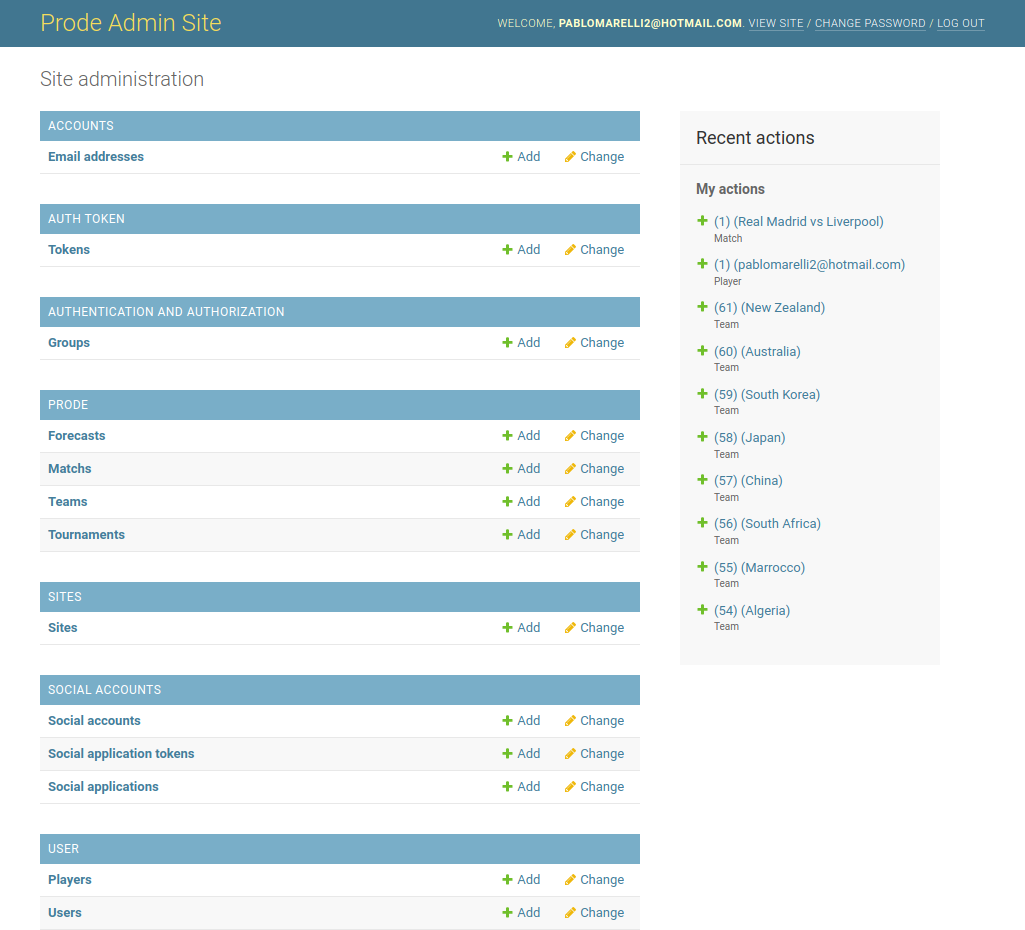 Prode Admin Site
WELCOME, PABLOMARELLI2@HOTMAIL.COM. VIEW SITE / CHANGE PASSWORD / LOG OUT
Site administration
ACCOUNTS
Email addresses Add Change
AUTH TOKEN
Tokens Add Change
AUTHENTICATION AND AUTHORIZATION
Groups Add Change
PRODE
Forecasts Add Change
Matchs Add Change
Teams Add Change
Tournaments Add Change
SITES
Sites Add Change
SOCIAL ACCOUNTS
Social accounts Add Change
Social application tokens Add Change
Social applications Add Change
USER
Players Add Change
Users Add Change
Recent actions
My actions
(1) (Real Madrid vs Liverpool)
Match
(1) (pablomarelli2@hotmail.com)
Player
(61) (New Zealand)
Team
(60) (Australia)
Team
(59) (South Korea)
Team
(58) (Japan)
Team
(57) (China)
Team
(56) (South Africa)
Team
(55) (Marrocco)
Team
(54) (Algeria)
Team